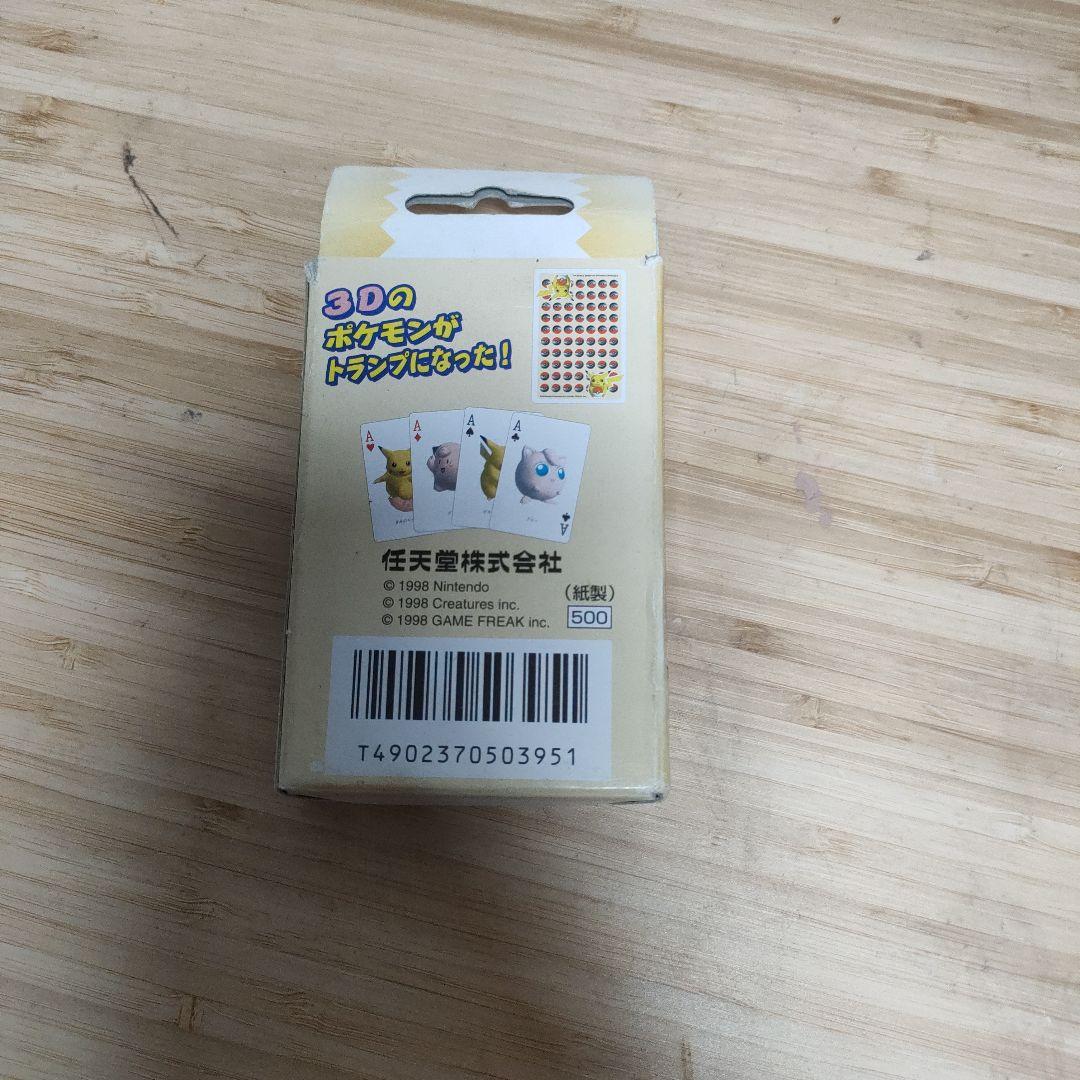 3Dの
ポケモンが
トランプになった!
A
A
A
A
A
任天堂株式会社
© 1998 Nintendo
© 1998 Creatures inc.
© 1998 GAME FREAK inc.
(紙製)
500
T4902370503951